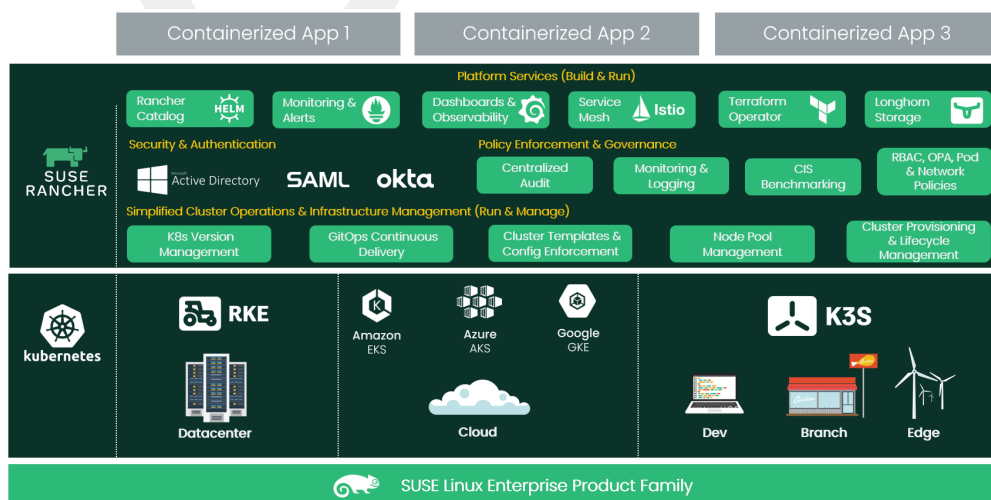 Containerized App 1
Containerized App 2
Containerized App 3
Platform Services (Build & Run)
Rancher
Catalog
HELM
Monitoring &
Alerts
Dashboards &
Observability
Service
Mesh
Istio
Terraform
Operator
Longhorn
Storage
Security & Authentication
Microsoft
Active Directory
SAML
okta
Policy Enforcement & Governance
Centralized
Audit
Monitoring &
Logging
CIS
Benchmarking
RBAC, OPA, Pod
& Network
Policies
SUSE
RANCHER
Simplified Cluster Operations & Infrastructure Management (Run & Manage)
K8s Version
Management
GitOps Continuous
Delivery
Cluster Templates &
Config Enforcement
Node Pool
Management
Cluster Provisioning
& Lifecycle
Management
kubernetes
RKE
Datacenter
K
Amazon
EKS
Azure
AKS
Google
GKE
Cloud
K3S
Dev
Branch
Edge
SUSE Linux Enterprise Product Family